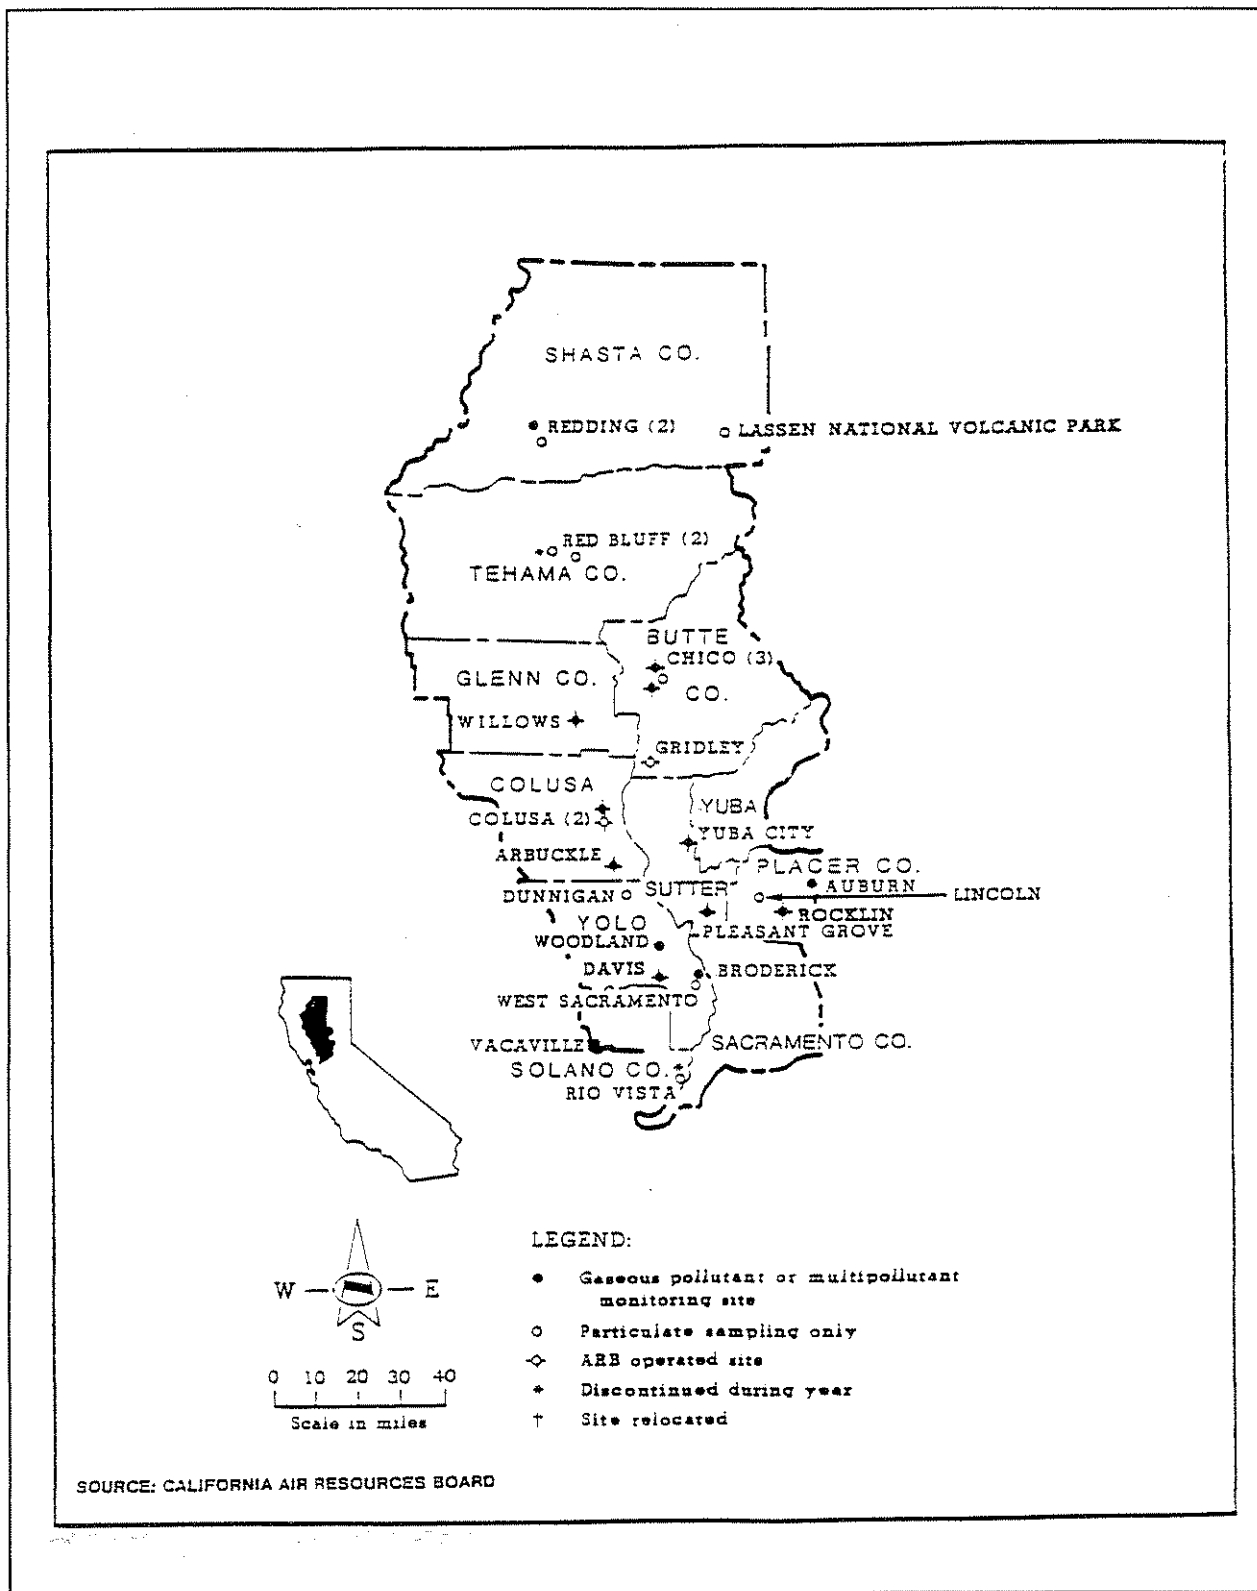 SHASTA CO.
REDDING (2)
LASSEN NATIONAL VOLCANIC PARK
RED BLUFF (2)
TEHAMA CO.
BUTTE
CHICO (3)
GLENN CO.
CO.
WILLOWS
GRIDLEY
COLUSA
YUBA
COLUSA (2)
YUBA CITY
ARBUCKLE
PLACER CO.
AUBURN
DUNNIGAN
SUTTER
LINCOLN
ROCKLIN
YOLO
PLEASANT GROVE
WOODLAND
DAVIS
BRODERICK
WEST SACRAMENTO
VACAVILLE
SACRAMENTO CO.
SOLANO CO.
RIO VISTA
LEGEND:
Gaseous pollutant or multipollutant
monitoring site
W E
S
Particulate sampling only
ARB operated site
0 10 20 30 40
Discontinued during year
Scale in miles
† Site relocated
SOURCE: CALIFORNIA AIR RESOURCES BOARD